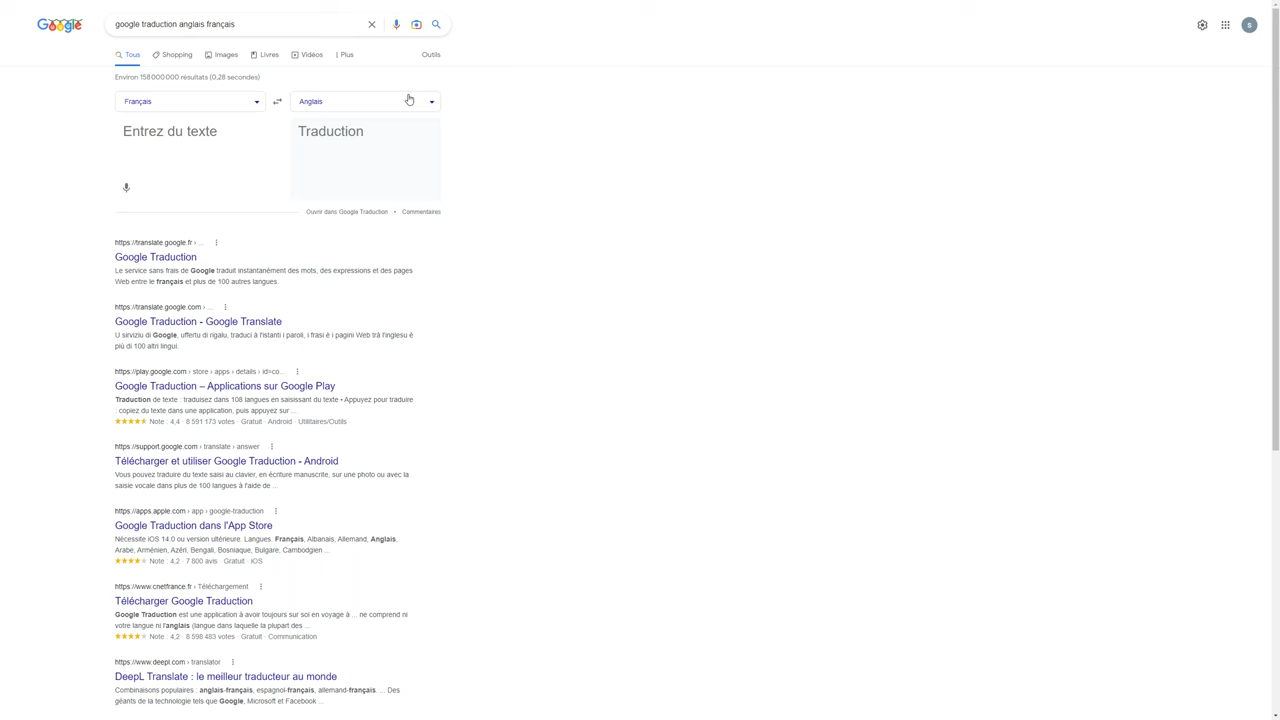 Google
google traduction anglais français
S
Tous
Shopping
Images
Livres
Vidéos
Plus
Outils
Environ 158 000 000 résultats (0,28 secondes)
Français
Anglais
Entrez du texte
Traduction
Ouvrir dans Google Traduction • Commentaires
https://translate.google.fr › ...
Google Traduction
Le service sans frais de Google traduit instantanément des mots, des expressions et des pages
Web entre le français et plus de 100 autres langues.
https://translate.google.com › ...
Google Traduction - Google Translate
U sirviziu di Google, uffertu di rigalu, traduci à l'istanti i paroli, i frasi è i pagini Web trà l'inglesu è
più di 100 altri lingui.
https://play.google.com › store › apps › details › id=co...
Google Traduction – Applications sur Google Play
Traduction de texte : traduisez dans 108 langues en saisissant du texte • Appuyez pour traduire
: copiez du texte dans une application, puis appuyez sur ...
Note : 4,4 · 8 591 173 votes · Gratuit · Android · Utilitaires/Outils
https://support.google.com › translate › answer
Télécharger et utiliser Google Traduction - Android
Vous pouvez traduire du texte saisi au clavier, en écriture manuscrite, sur une photo ou avec la
saisie vocale dans plus de 100 langues à l'aide de ...
https://apps.apple.com › app › google-traduction
Google Traduction dans l'App Store
Nécessite iOS 14.0 ou version ultérieure. Langues. Français, Albanais, Allemand, Anglais,
Arabe, Arménien, Azéri, Bengali, Bosniaque, Bulgare, Cambodgien ...
Note : 4,2 · 7 800 avis · Gratuit · iOS
https://www.cnetfrance.fr › Téléchargement
Télécharger Google Traduction
Google Traduction est une application à avoir toujours sur soi en voyage à ... ne comprend ni
votre langue ni l'anglais (langue dans laquelle la plupart des ...
Note : 4,2 · 8 598 483 votes · Gratuit · Communication
https://www.deepl.com › translator
DeepL Translate : le meilleur traducteur au monde
Combinaisons populaires : anglais-français, espagnol-français, allemand-français. ... Des
géants de la technologie tels que Google, Microsoft et Facebook ...